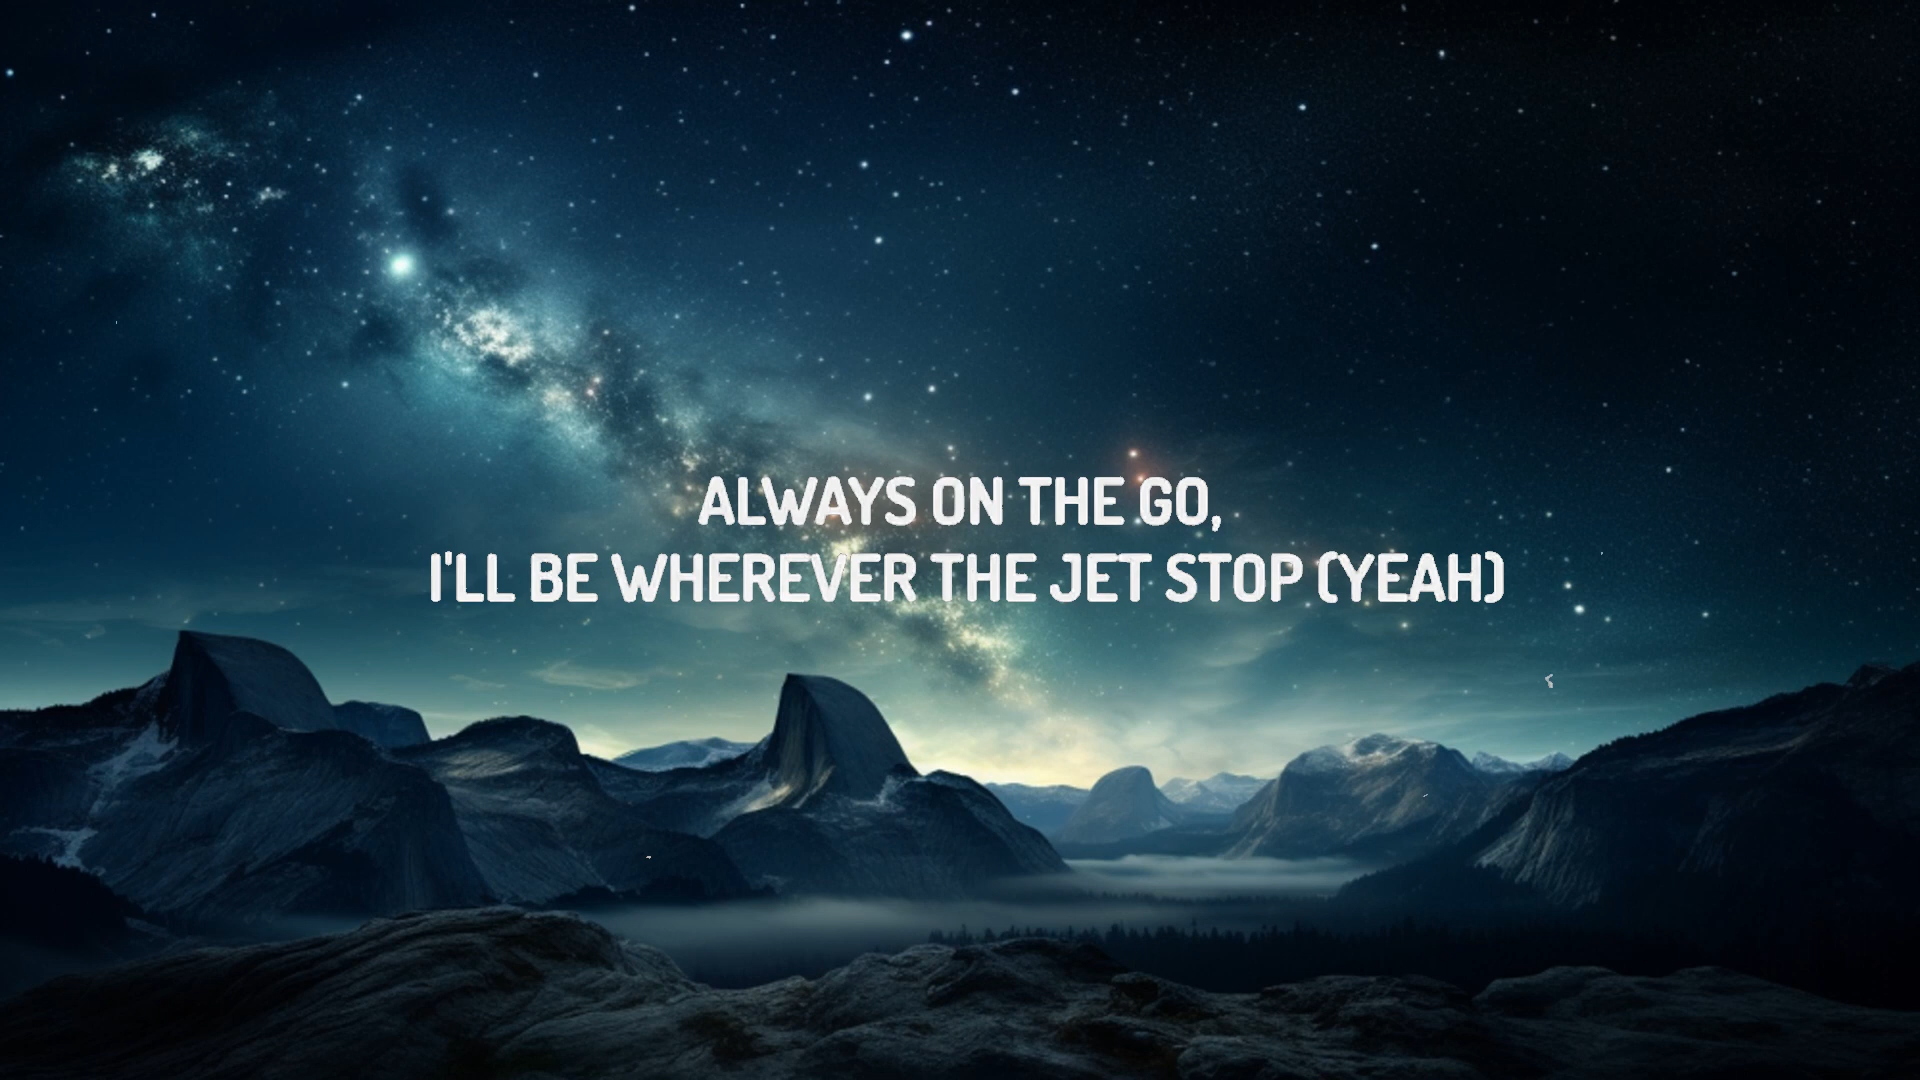 ALWAYS ON THE GO,
I'LL BE WHEREVER THE JET STOP (YEAH)